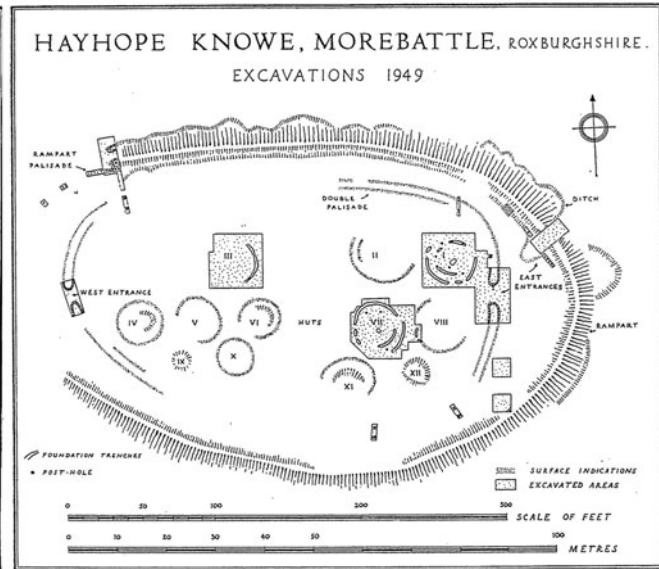 HAYHOPE KNOWE, MOREBATTLE, ROXBURGHSHIRE.
EXCAVATIONS 1949
RAMPART
PALISADE
DOUBLE
PALISADE
DITCH
III
II
I
EAST
ENTRANCES
WEST ENTRANCE
IV
V
VI
HUTS
VII
VIII
RAMPART
IX
X
XI
XII
FOUNDATION TRENCHES
POST-HOLE
SURFACE INDICATIONS
EXCAVATED AREAS
0 50 100 200 300
SCALE OF FEET
0 10 20 30 40 50 100
METRES